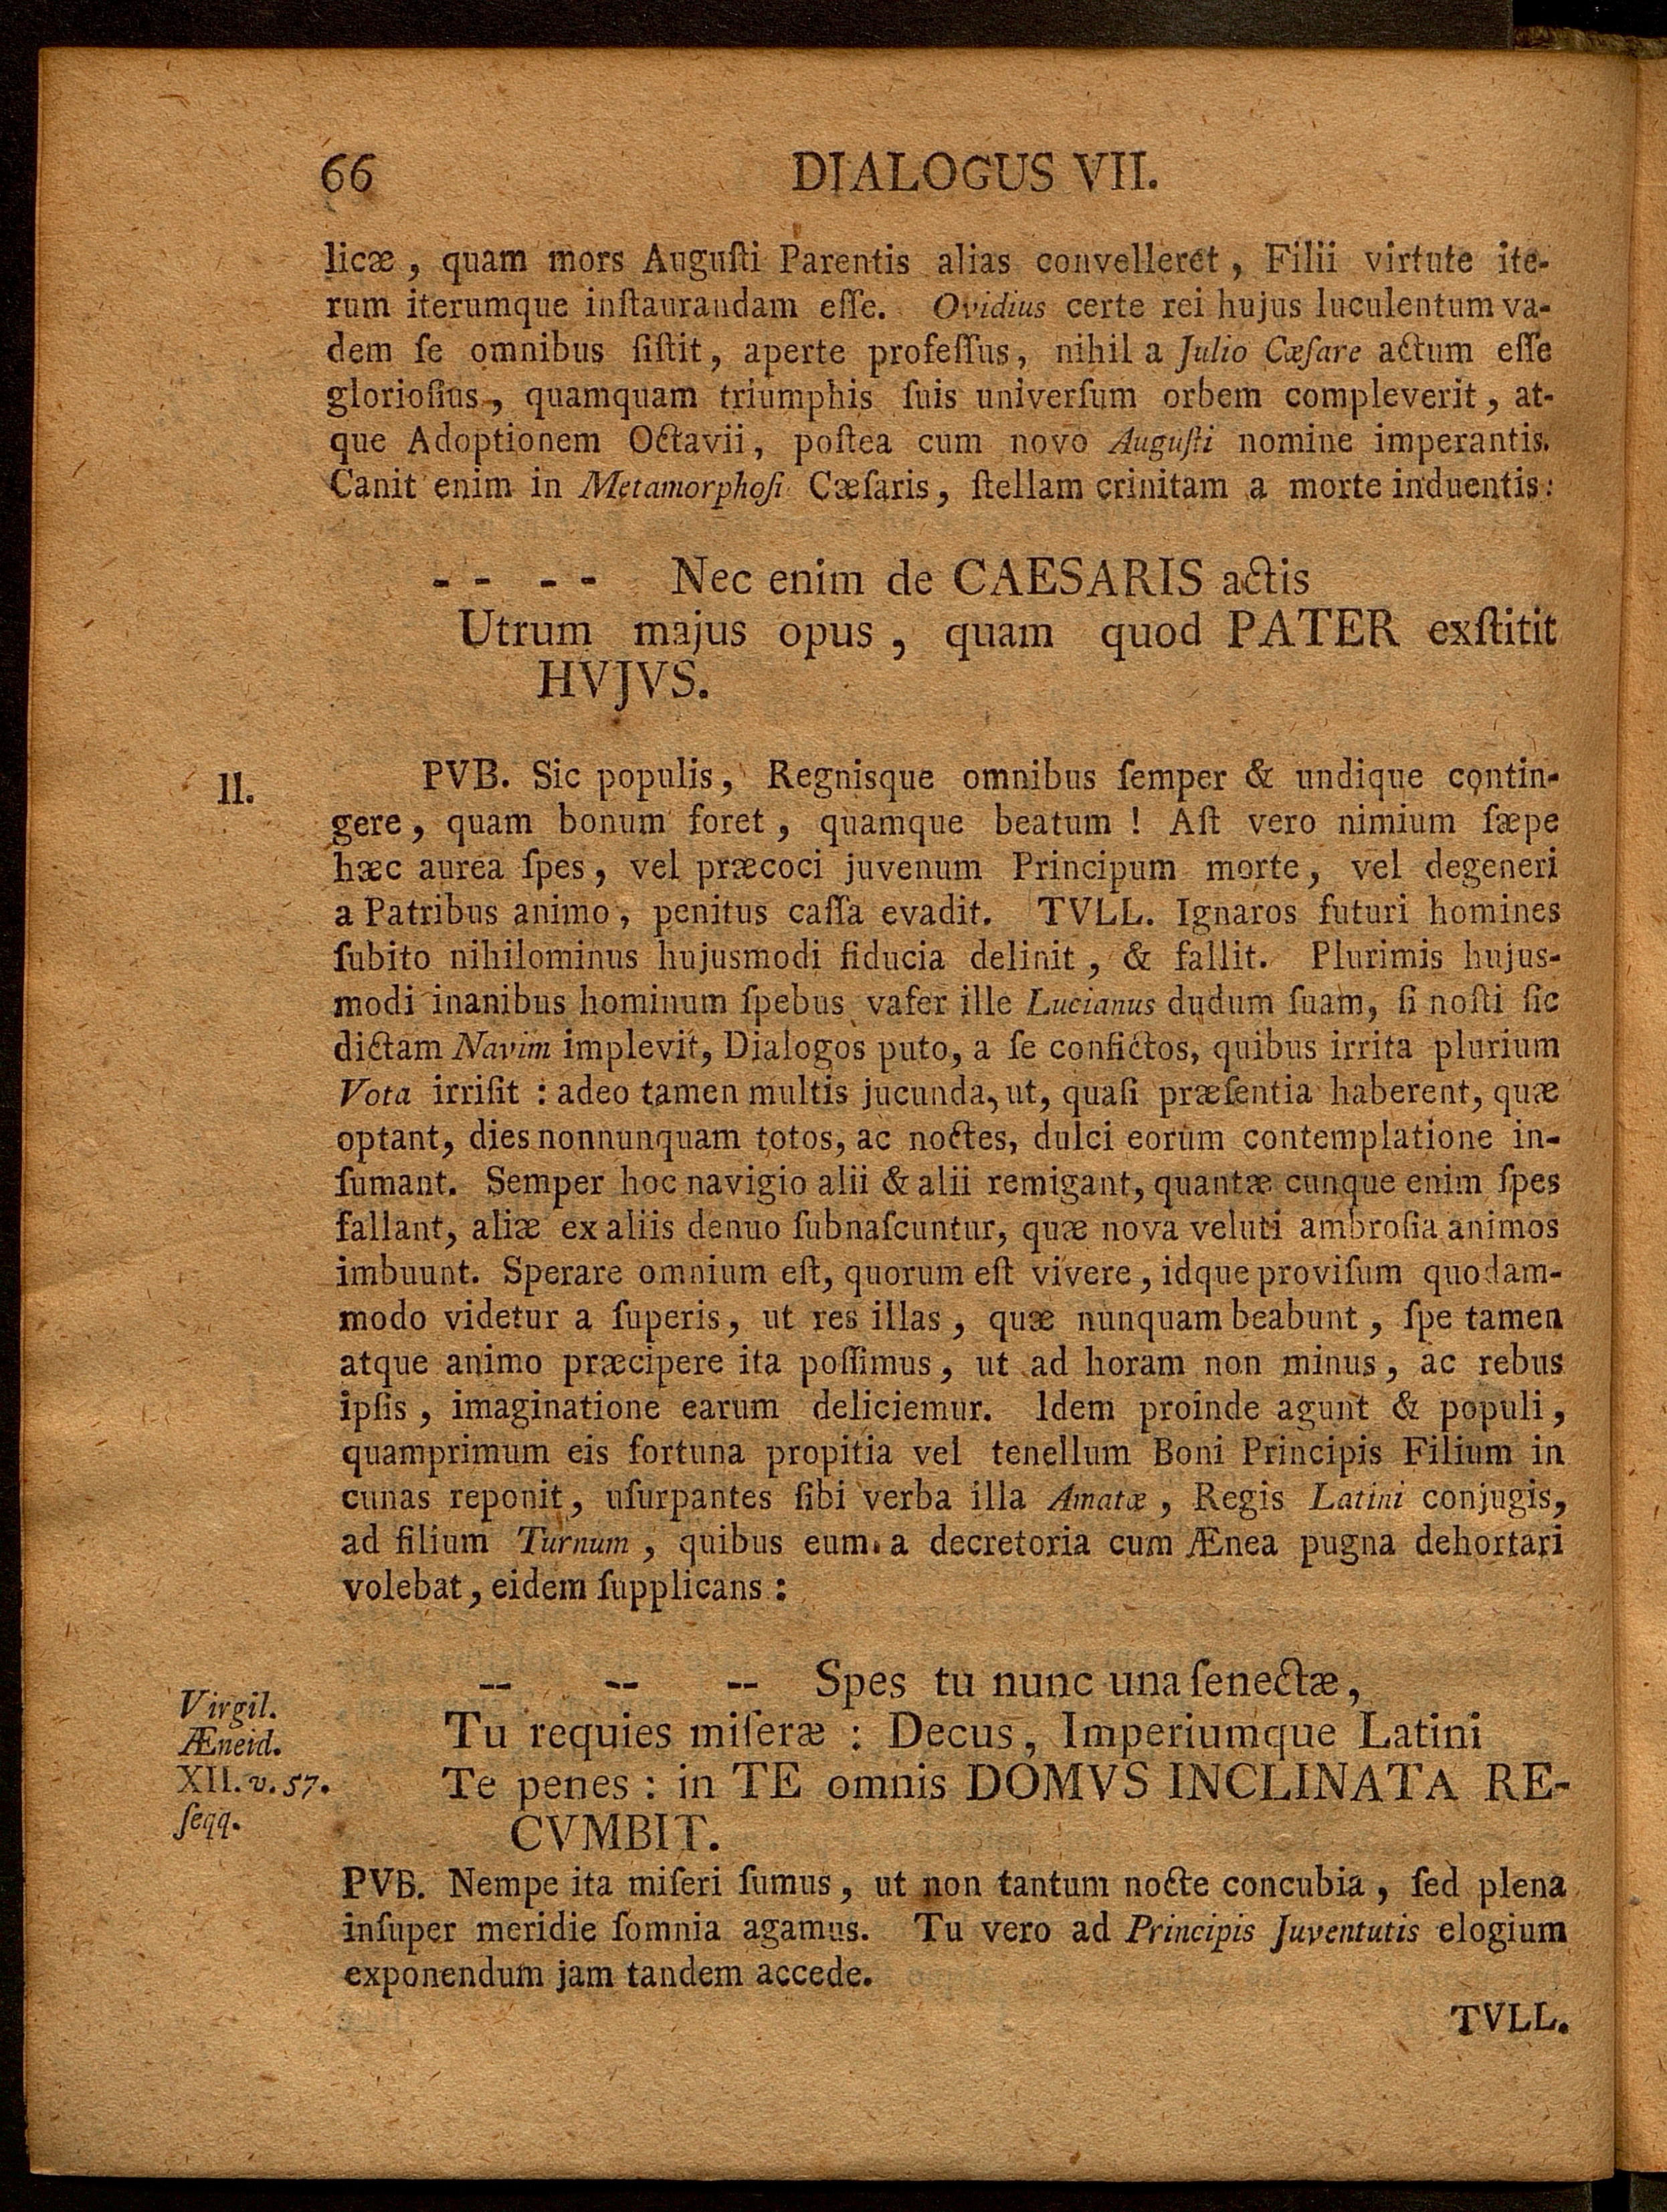 66 DIALOGUS VII.
licæ, quam mors Auguſti Parentis alias convelleret, Filii virtute ite-
rum iterumque inſtaurandam eſſe. Ovidius certe rei hujus luculentum va-
dem ſe omnibus ſiſtit, aperte profeſſus, nihil a Julio Cæſare actum eſſe
glorioſius, quamquam triumphis ſuis univerſum orbem compleverit, at-
que Adoptionem Octavii, poſtea cum novo Auguſti nomine imperantis.
Canit enim in Metamorphoſi Cæſaris, ſtellam crinitam a morte induentis:
- - - - Nec enim de CAESARIS actis
Utrum majus opus, quam quod PATER exſtitit
HVJVS.
II.
PVB. Sic populis, Regnisque omnibus ſemper & undique contin-
gere, quam bonum foret, quamque beatum! Aſt vero nimium ſæpe
hæc aurea ſpes, vel præcoci juvenum Principum morte, vel degeneri
a Patribus animo, penitus caſſa evadit. TVLL. Ignaros futuri homines
ſubito nihilominus hujusmodi fiducia delinit, & fallit. Plurimis hujus-
modi inanibus hominum ſpebus vafer ille Lucianus dudum ſuam, ſi noſti ſic
dictam Navim implevit, Dialogos puto, a ſe confictos, quibus irrita plurium
Vota irriſit: adeo tamen multis jucunda, ut, quaſi præſentia haberent, quæ
optant, dies nonnunquam totos, ac noctes, dulci eorum contemplatione in-
ſumant. Semper hoc navigio alii & alii remigant, quantæ cunque enim ſpes
fallant, aliæ ex aliis denuo ſubnaſcuntur, quæ nova veluti ambroſia animos
imbuunt. Sperare omnium eſt, quorum eſt vivere, idque proviſum quodam-
modo videtur a ſuperis, ut res illas, quæ nunquam beabunt, ſpe tamen
atque animo præcipere ita poſſimus, ut ad horam non minus, ac rebus
ipſis, imaginatione earum deliciemur. Idem proinde agunt & populi,
quamprimum eis fortuna propitia vel tenellum Boni Principis Filium in
cunas reponit, uſurpantes ſibi verba illa Amatæ, Regis Latini conjugis,
ad filium Turnum, quibus eum a decretoria cum Ænea pugna dehortari
volebat, eidem ſupplicans:
-- -- -- Spes tu nunc una ſenectæ,
Tu requies miſeræ: Decus, Imperiumque Latini
Te penes: in TE omnis DOMVS INCLINATA RE-
CVMBIT.
Virgil.
Æneid.
XII. v. 57.
ſeqq.
PVB. Nempe ita miſeri ſumus, ut non tantum nocte concubia, ſed plena
inſuper meridie ſomnia agamus. Tu vero ad Principis Juventutis elogium
exponendum jam tandem accede.
TVLL.